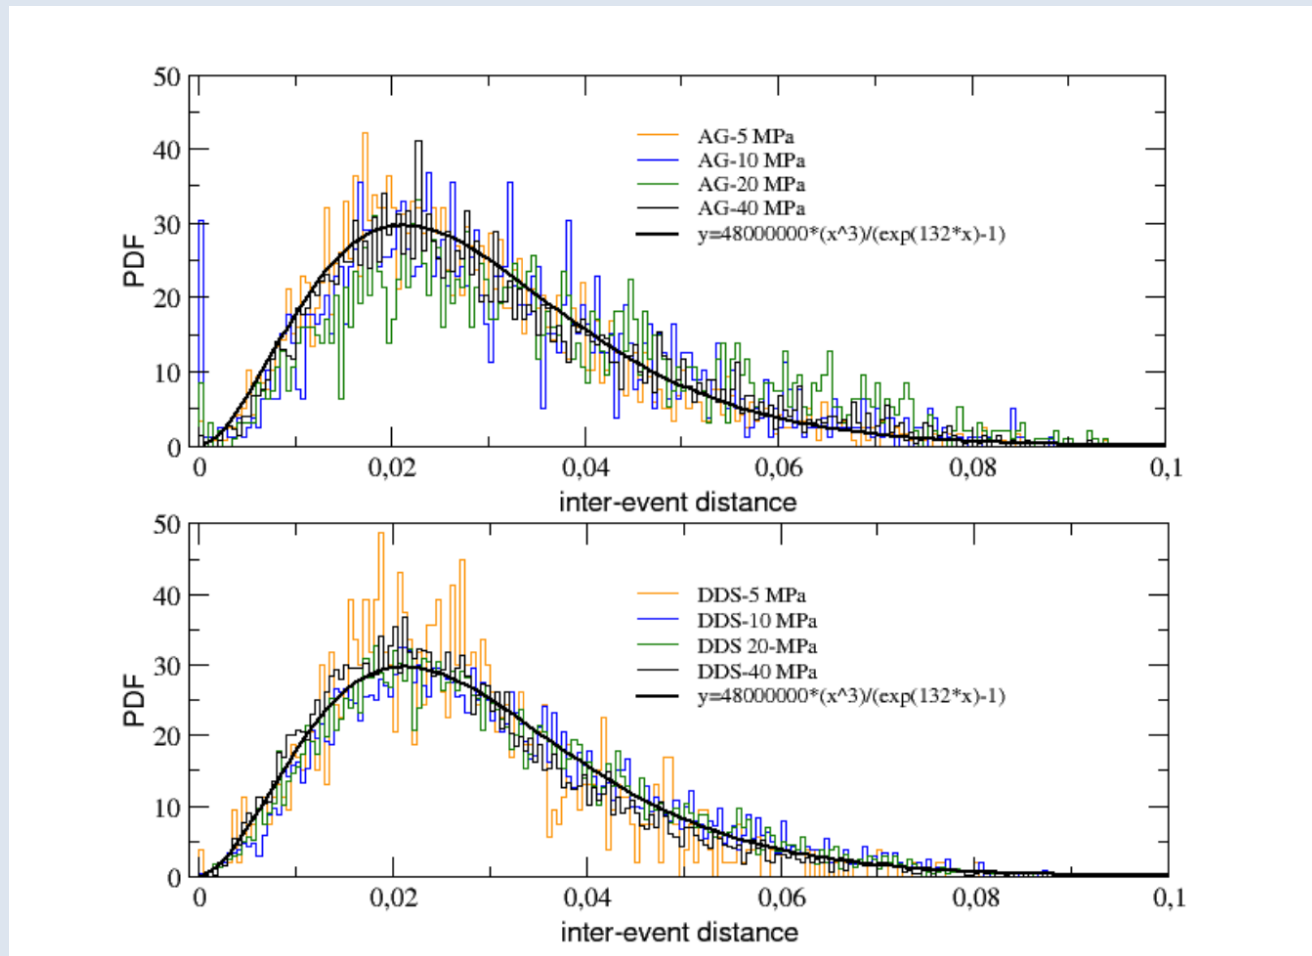 50
40
30
20
10
0
PDF
AG-5 MPa
AG-10 MPa
AG-20 MPa
AG-40 MPa
y=48000000*(x^3)/(exp(132*x)-1)
0 0,02 0,04 0,06 0,08 0,1
inter-event distance
50
40
30
20
10
0
PDF
DDS-5 MPa
DDS-10 MPa
DDS 20-MPa
DDS-40 MPa
y=48000000*(x^3)/(exp(132*x)-1)
0 0,02 0,04 0,06 0,08 0,1
inter-event distance